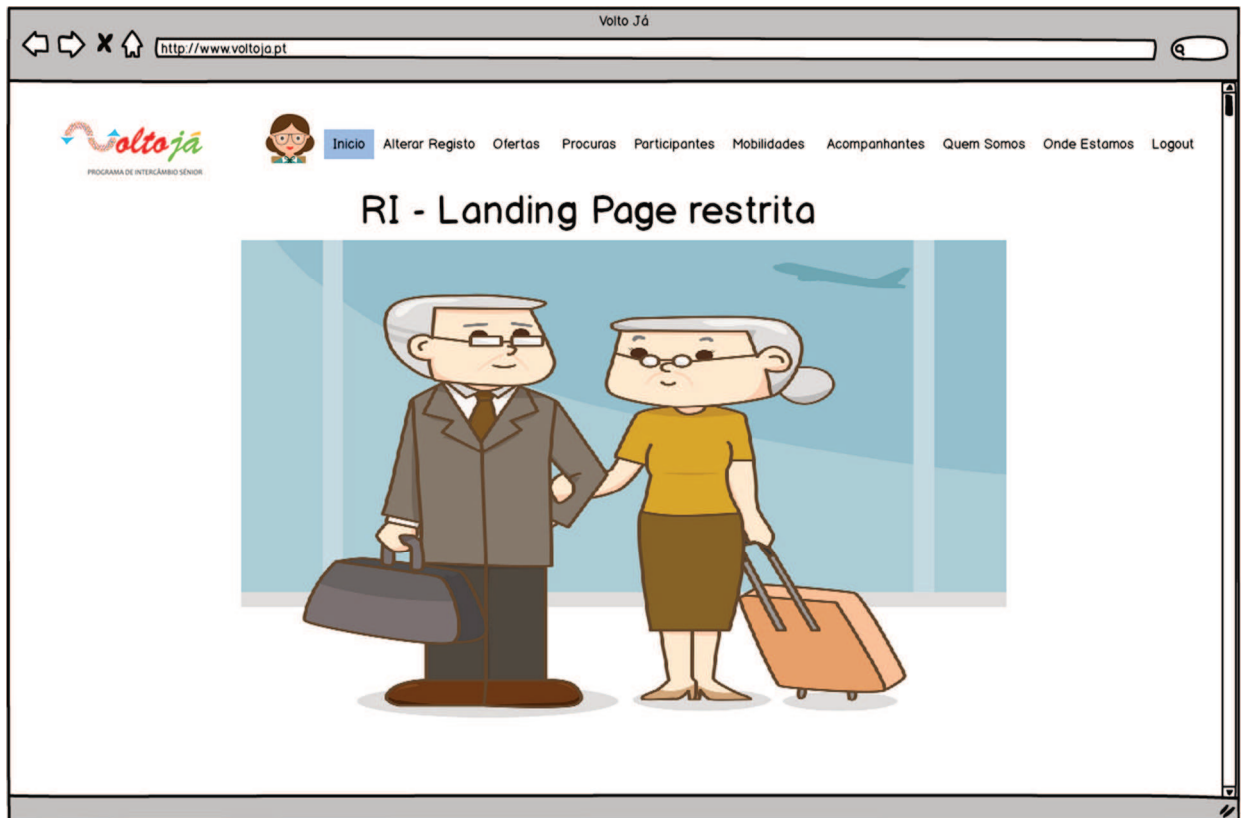 Volto Já
http://www.voltoja.pt
Voltojá
PROGRAMA DE INTERCÂMBIO SÉNIOR
Inicio Alterar Registo Ofertas Procuras Participantes Mobilidades Acompanhantes Quem Somos Onde Estamos Logout
RI - Landing Page restrita